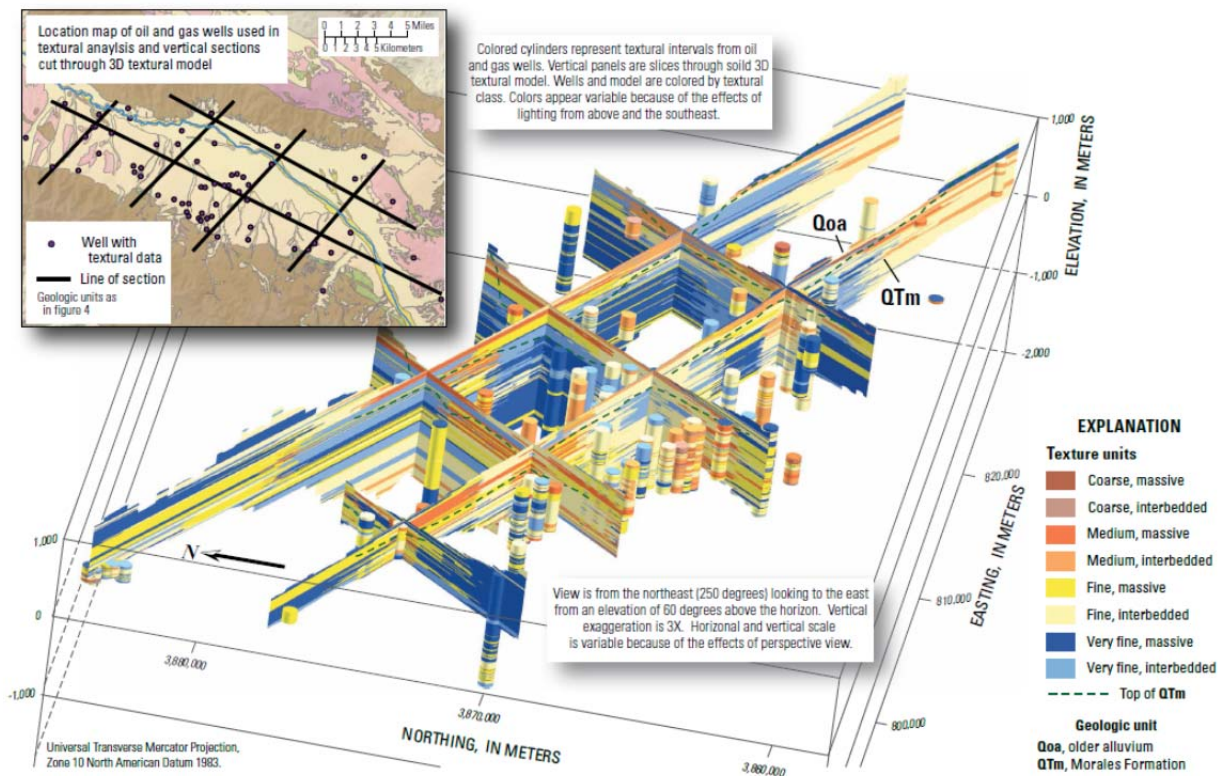 Location map of oil and gas wells used in
textural anaylsis and vertical sections
cut through 3D textural model
0 1 2 3 4 5 Miles
0 1 2 3 4 5 Kilometers
Well with
textural data
Line of section
Geologic units as
in figure 4
Colored cylinders represent textural intervals from oil
and gas wells. Vertical panels are slices through soild 3D
textural model. Wells and model are colored by textural
class. Colors appear variable because of the effects of
lighting from above and the southeast.
1,000
0
-1,000
-2,000
ELEVATION, IN METERS
Qoa
QTm
820,000
810,000
800,000
EASTING, IN METERS
1,000
0
-1,000
N
3,880,000
3,870,000
3,860,000
NORTHING, IN METERS
View is from the northeast (250 degrees) looking to the east
from an elevation of 60 degrees above the horizon. Vertical
exaggeration is 3X. Horizonal and vertical scale
is variable because of the effects of perspective view.
Universal Transverse Mercator Projection,
Zone 10 North American Datum 1983.
EXPLANATION
Texture units
Coarse, massive
Coarse, interbedded
Medium, massive
Medium, interbedded
Fine, massive
Fine, interbedded
Very fine, massive
Very fine, interbedded
Top of QTm
Geologic unit
Qoa, older alluvium
QTm, Morales Formation